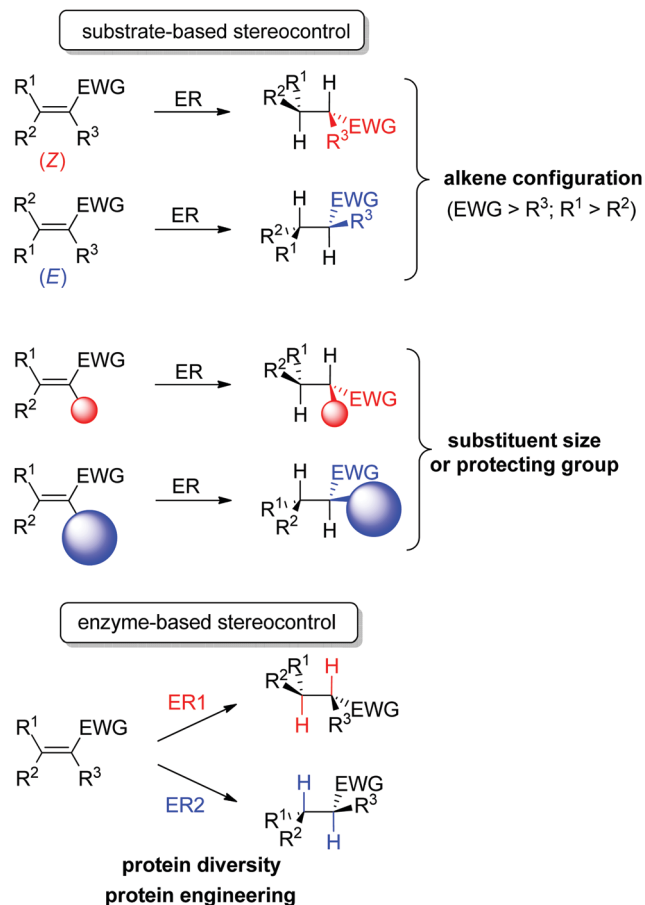 substrate-based stereocontrol
R¹ EWG
R² R³
(Z)
ER
R¹ H
R²
H R³ EWG
R² EWG
R¹ R³
(E)
ER
EWG
R² R³
R¹ H
alkene configuration
(EWG > R³; R¹ > R²)
R¹ EWG
R²
ER
R¹ H
R²
H EWG
R¹ EWG
R²
ER
H EWG
R¹
R² H
substituent size
or protecting group
enzyme-based stereocontrol
R¹ EWG
R² R³
ER1
R¹ H
R²
H R³ EWG
ER2
H EWG
R¹ R³
R² H
protein diversity
protein engineering